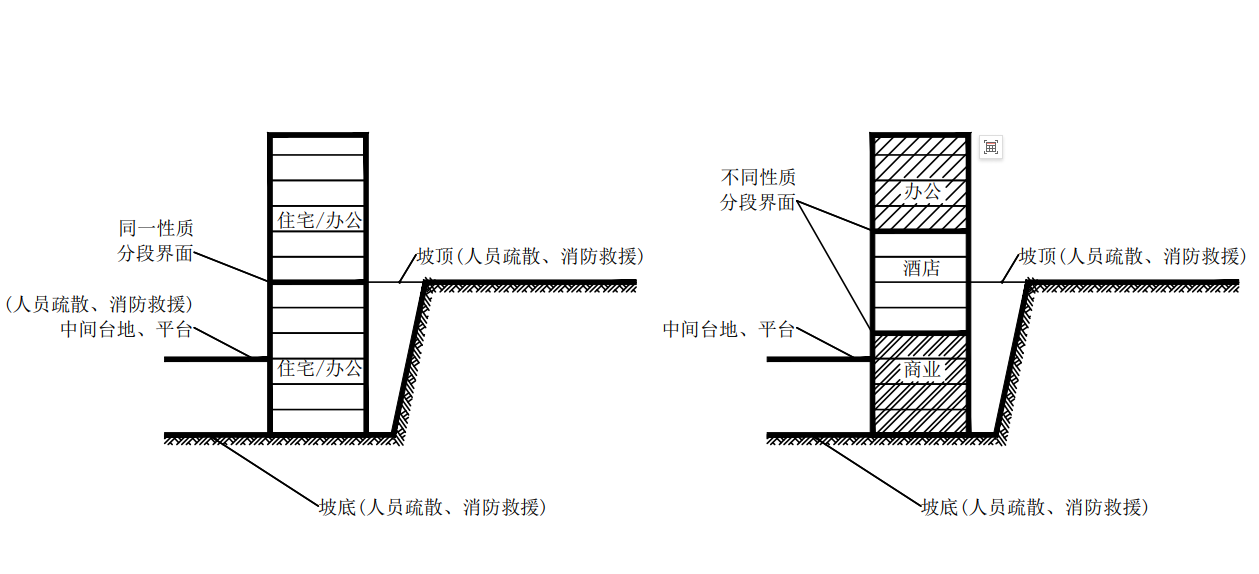 住宅/办公
同一性质
分段界面
坡顶(人员疏散、消防救援)
(人员疏散、消防救援)
中间台地、平台
住宅/办公
坡底(人员疏散、消防救援)
不同性质
分段界面
办公
酒店
坡顶(人员疏散、消防救援)
中间台地、平台
商业
坡底(人员疏散、消防救援)